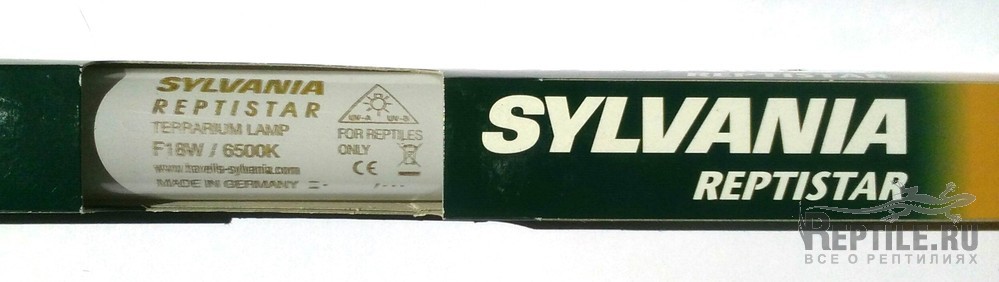 SYLVANIA
REPTISTAR
TERRARIUM LAMP
F18W / 6500K
www.havells-sylvania.com
MADE IN GERMANY
UV-A UV-B
FOR REPTILES
ONLY
CE
REPTISTAR
SYLVANIA
REPTISTAR
REPTILE.RU
ВСЕ О РЕПТИЛИЯХ